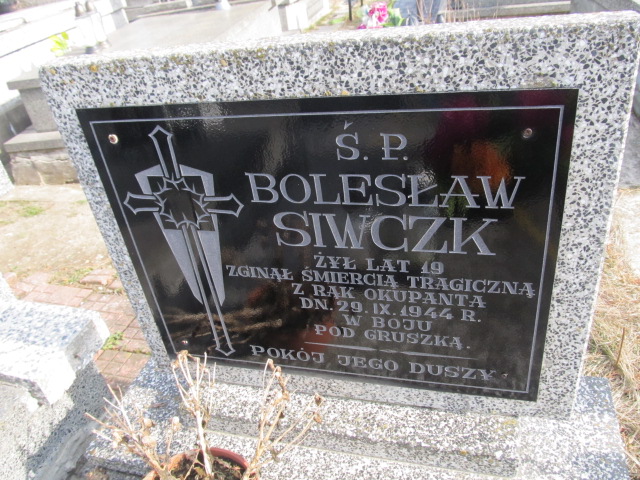 Ś. P.
BOLESŁAW
SIWCZK
ŻYŁ LAT 19
ZGINĄŁ ŚMIERCIĄ TRAGICZNĄ
Z RĄK OKUPANTA
DN. 29. IX. 1944 R.
W BOJU
POD GRUSZKĄ.
POKÓJ JEGO DUSZY.